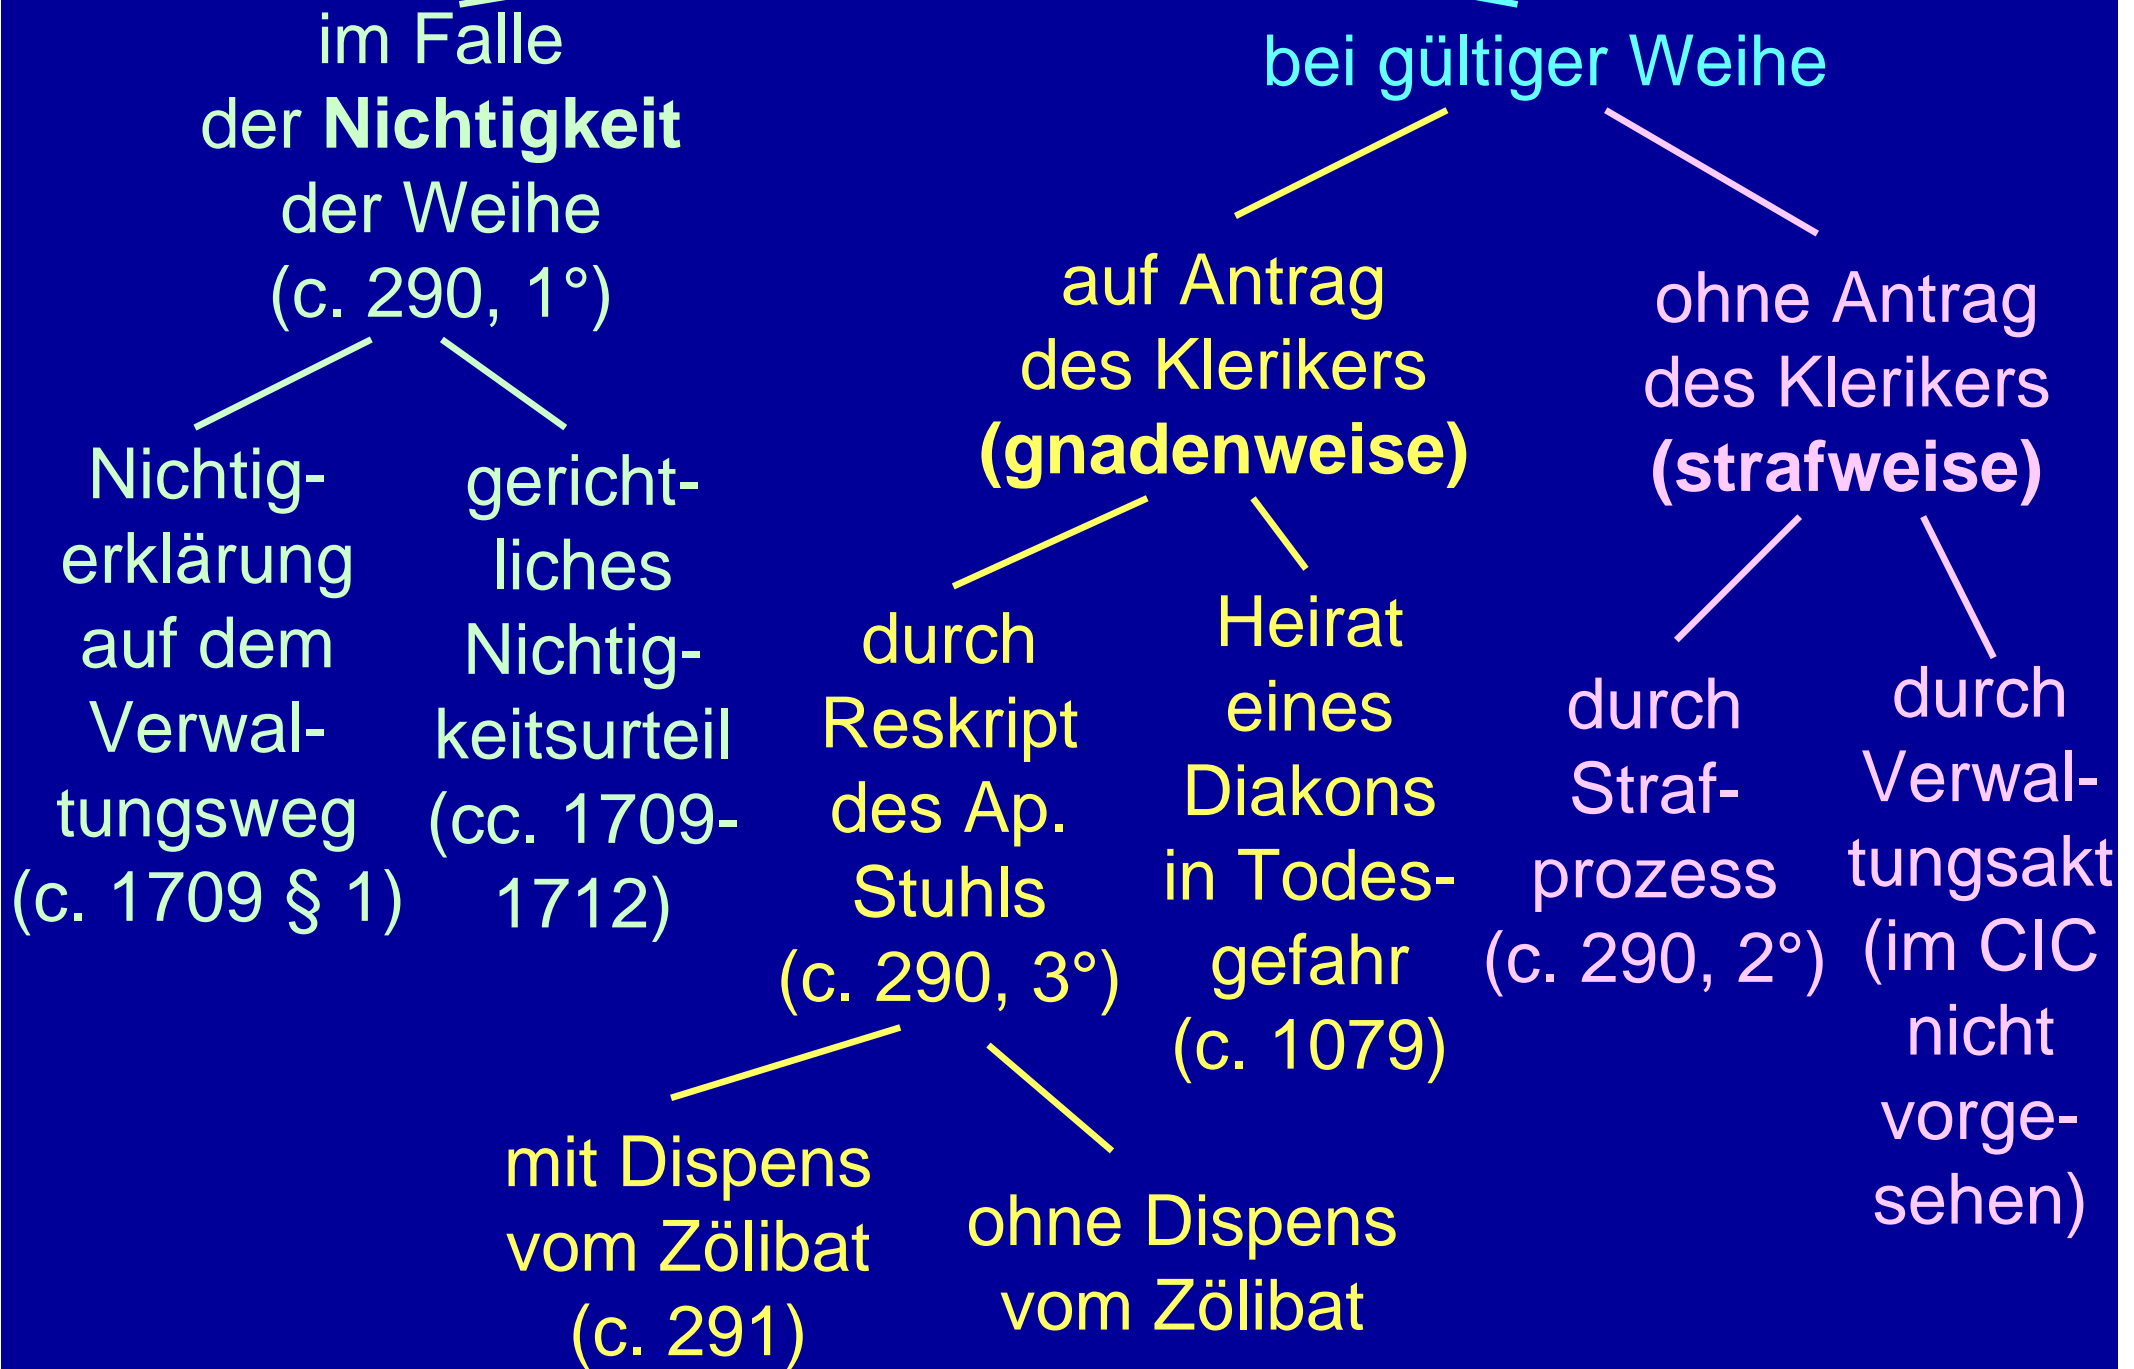 im Falle
der Nichtigkeit
der Weihe
(c. 290, 1°)
Nichtig-
erklärung
auf dem
Verwal-
tungsweg
(c. 1709 § 1)
gericht-
liches
Nichtig-
keitsurteil
(cc. 1709-
1712)
bei gültiger Weihe
auf Antrag
des Klerikers
(gnadenweise)
durch
Reskript
des Ap.
Stuhls
(c. 290, 3°)
mit Dispens
vom Zölibat
(c. 291)
ohne Dispens
vom Zölibat
Heirat
eines
Diakons
in Todes-
gefahr
(c. 1079)
ohne Antrag
des Klerikers
(strafweise)
durch
Straf-
prozess
(c. 290, 2°)
durch
Verwal-
tungsakt
(im CIC
nicht
vorge-
sehen)